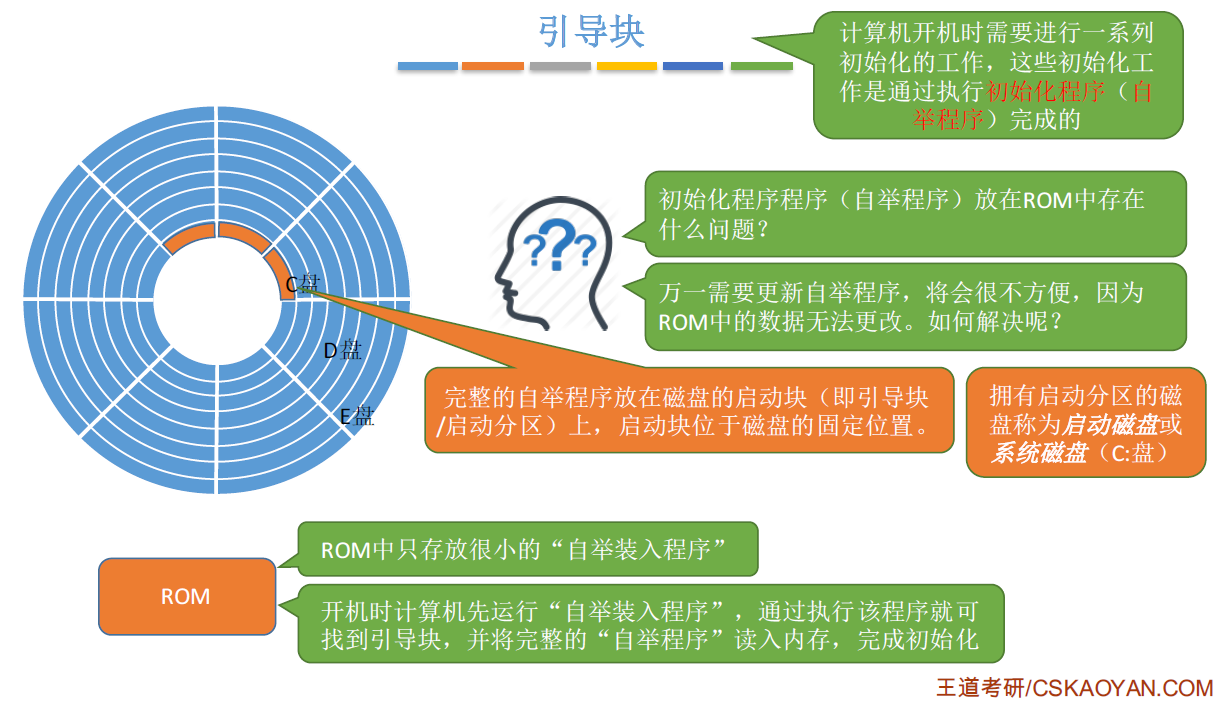 引导块
计算机开机时需要进行一系列
初始化的工作，这些初始化工
作是通过执行初始化程序（自
举程序）完成的
初始化程序程序（自举程序）放在ROM中存在
什么问题？
? ? ?
万一需要更新自举程序，将会很不方便，因为
ROM中的数据无法更改。如何解决呢？
C盘
D盘
E盘
完整的自举程序放在磁盘的启动块（即引导块
/启动分区）上，启动块位于磁盘的固定位置。
拥有启动分区的磁
盘称为启动磁盘或
系统磁盘（C:盘）
ROM中只存放很小的“自举装入程序”
ROM
开机时计算机先运行“自举装入程序”，通过执行该程序就可
找到引导块，并将完整的“自举程序”读入内存，完成初始化
王道考研/CSKAOYAN.COM